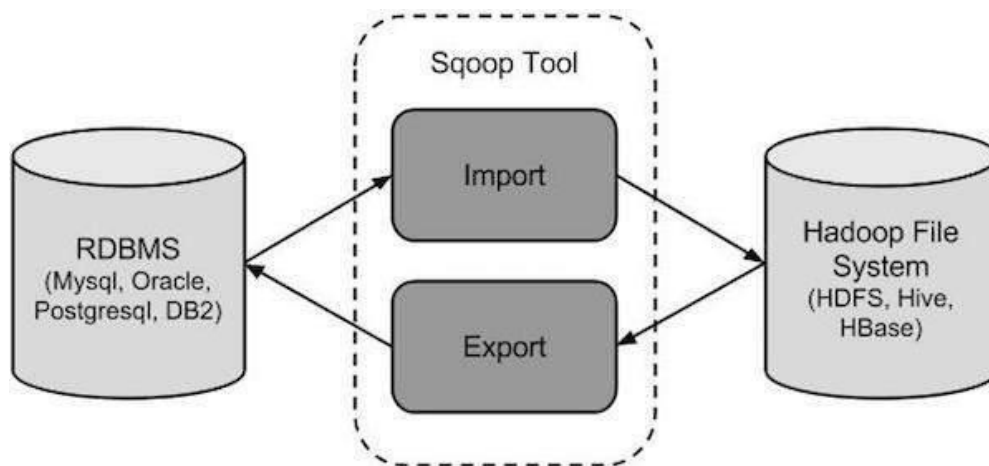 Sqoop Tool
Import
RDBMS
(Mysql, Oracle,
Postgresql, DB2)
Hadoop File
System
(HDFS, Hive,
HBase)
Export